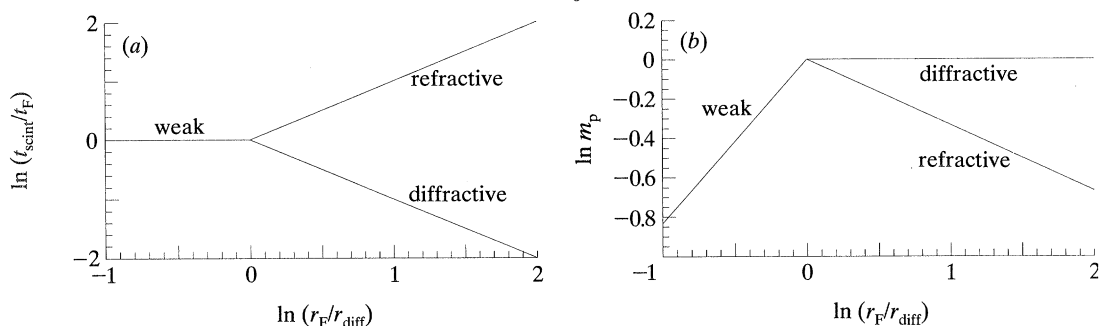 2
(a)
refractive
weak
0
diffractive
−2
−1
0
1
2
ln (t_scint/t_F)
ln (r_F/r_diff)
0.2
(b)
0
diffractive
weak
−0.2
−0.4
refractive
−0.6
−0.8
−1
0
1
2
ln m_p
ln (r_F/r_diff)